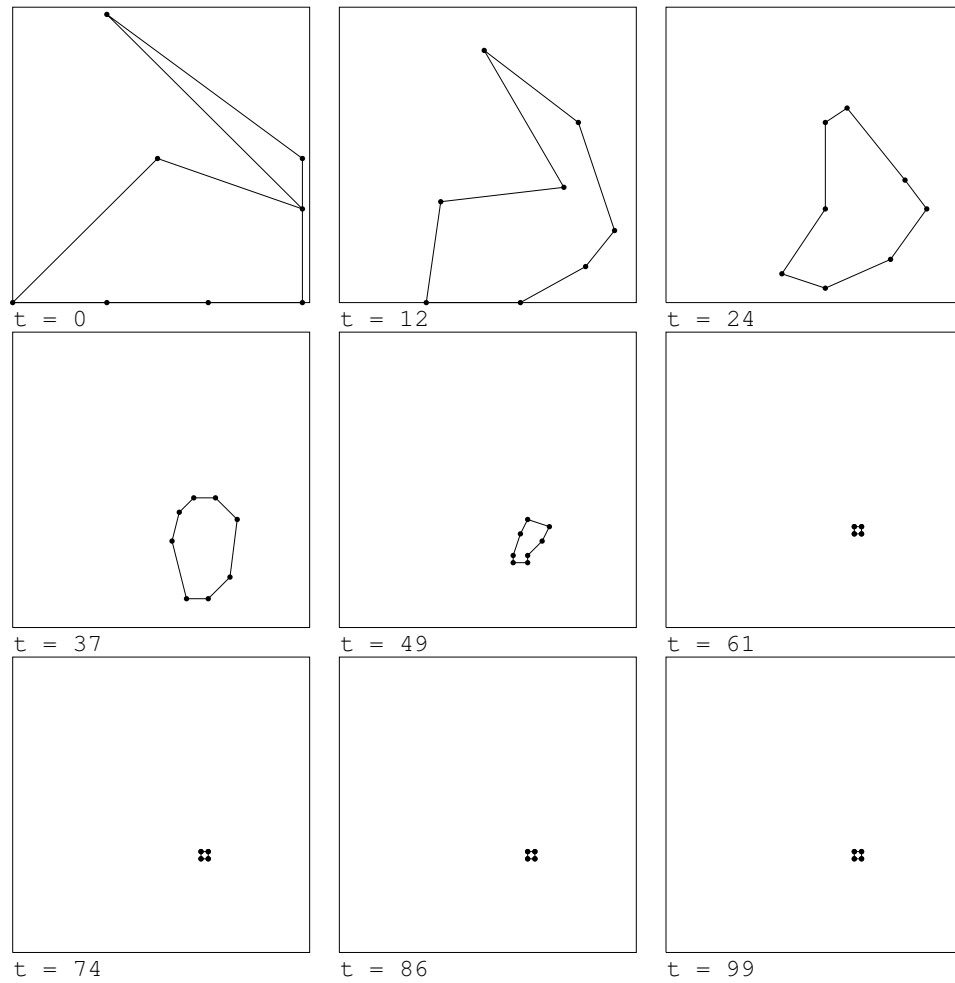 t = 0
t = 12
t = 24
t = 37
t = 49
t = 61
t = 74
t = 86
t = 99